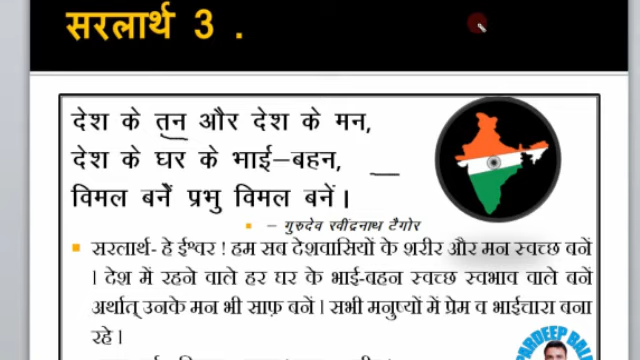 सरलार्थ 3 .
देश के तन और देश के मन,
देश के घर के भाई–बहन,
विमल बनें प्रभु विमल बनें।
– गुरुदेव रवींद्रनाथ टैगोर
सरलार्थ- हे ईश्वर ! हम सब देशवासियों के शरीर और मन स्वच्छ बनें
। देश में रहने वाले हर घर के भाई-बहन स्वच्छ स्वभाव वाले बनें
अर्थात् उनके मन भी साफ़ बनें । सभी मनुष्यों में प्रेम व भाईचारा बना
रहे ।
PARDEEP